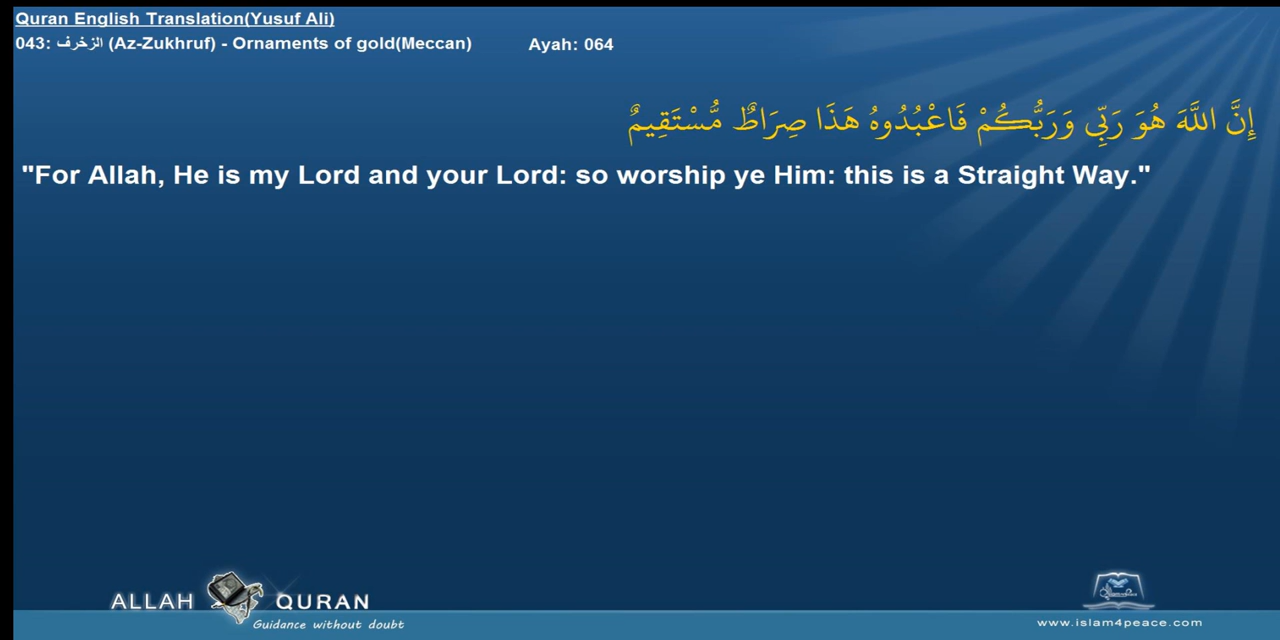 Quran English Translation(Yusuf Ali)
043: الزخرف (Az-Zukhruf) - Ornaments of gold(Meccan) Ayah: 064
إِنَّ اللَّهَ هُوَ رَبِّي وَرَبُّكُمْ فَاعْبُدُوهُ هَذَا صِرَاطٌ مُّسْتَقِيمٌ
"For Allah, He is my Lord and your Lord: so worship ye Him: this is a Straight Way."
ALLAH QURAN
Guidance without doubt
www.islam4peace.com